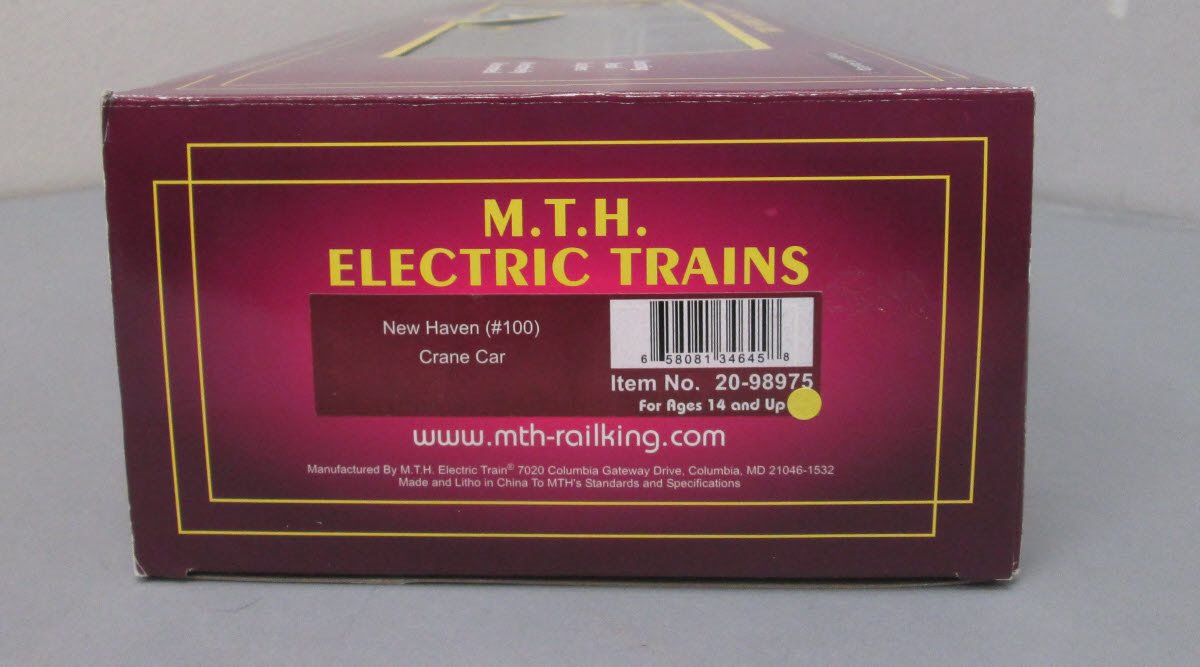 M.T.H.
ELECTRIC TRAINS
New Haven (#100)
Crane Car
6 58081 34645 8
Item No. 20-98975
For Ages 14 and Up
www.mth-railking.com
Manufactured By M.T.H. Electric Train® 7020 Columbia Gateway Drive, Columbia, MD 21046-1532
Made and Litho in China To MTH's Standards and Specifications